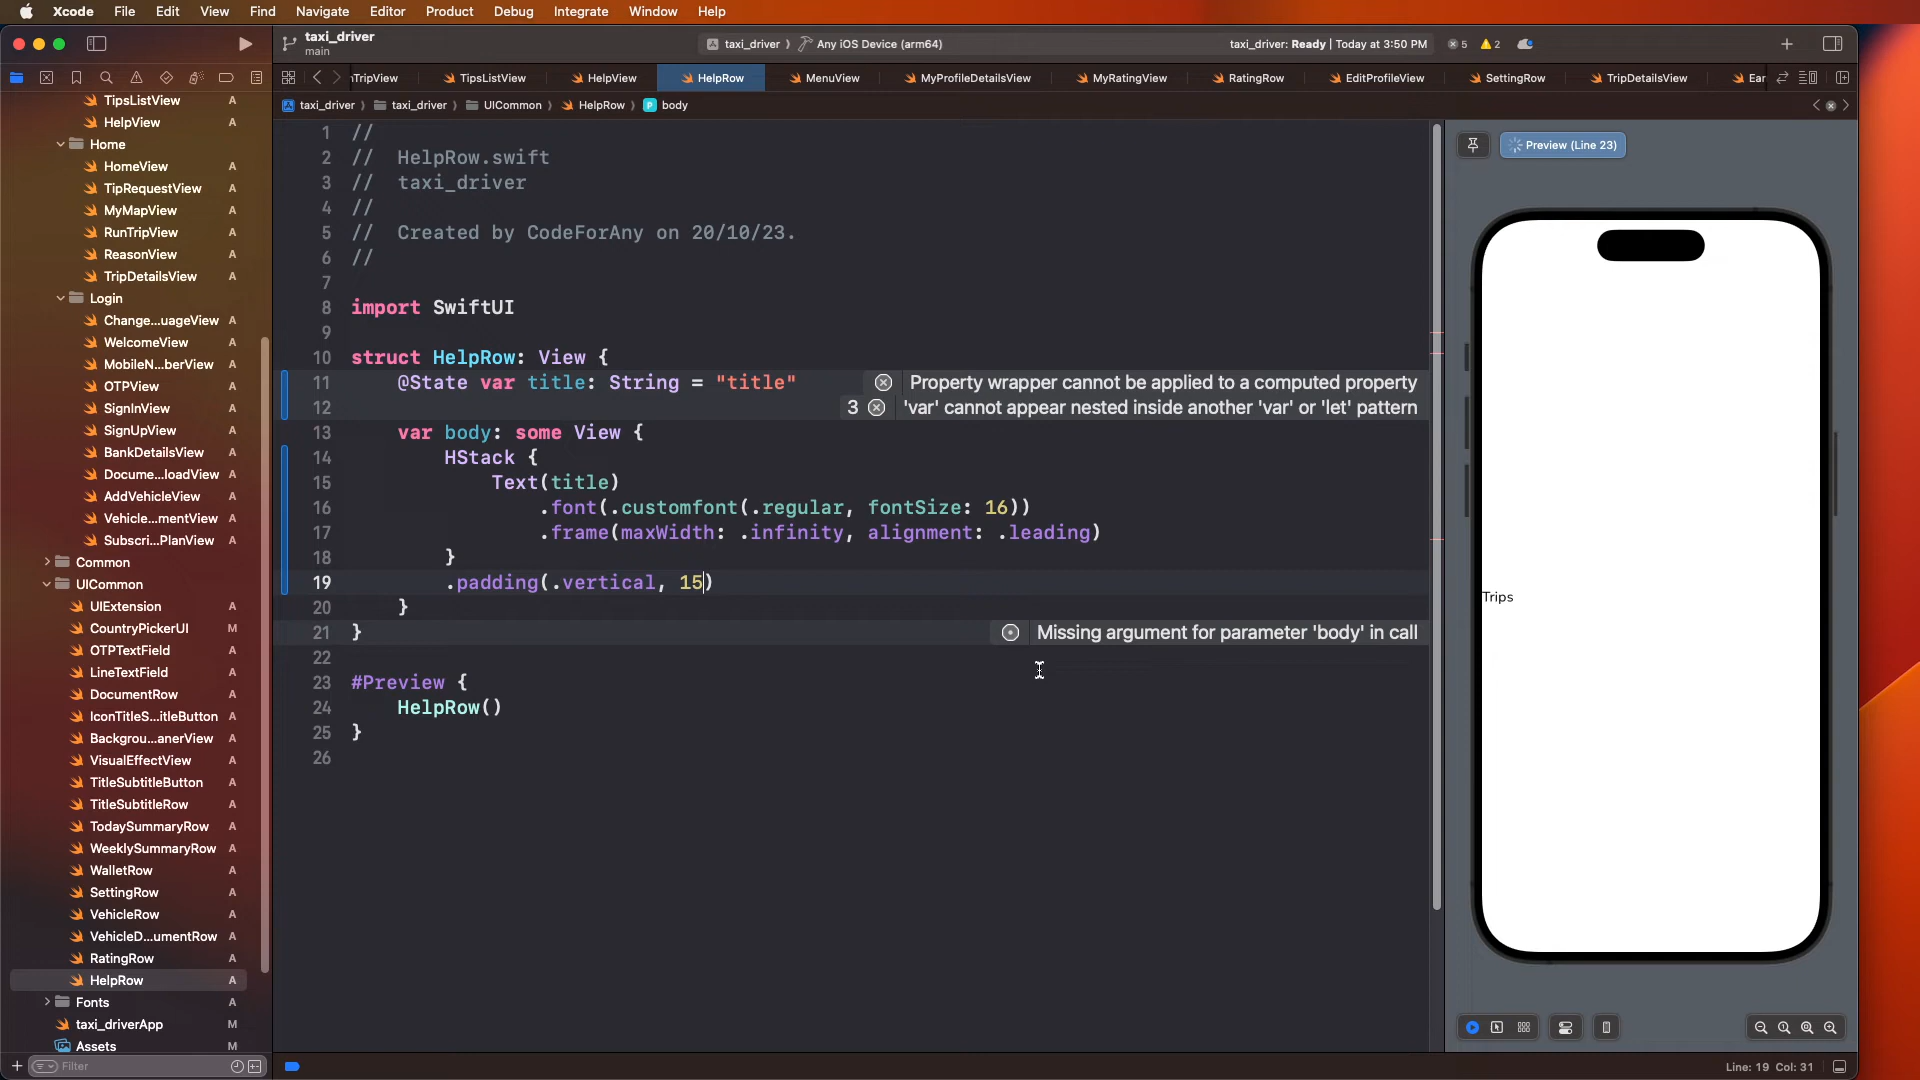 Xcode File Edit View Find Navigate Editor Product Debug Integrate Window Help
taxi_driver
main
taxi_driver Any iOS Device (arm64)
taxi_driver: Ready | Today at 3:50 PM
5
2
nTripView TipsListView HelpView HelpRow MenuView MyProfileDetailsView MyRatingView RatingRow EditProfileView SettingRow TripDetailsView Ear
taxi_driver taxi_driver UICommon HelpRow P body
TipsListView A
HelpView A
Home
HomeView A
TipRequestView A
MyMapView A
RunTripView A
ReasonView A
TripDetailsView A
Login
Change...uageView A
WelcomeView A
MobileN...berView A
OTPView A
SignInView A
SignUpView A
BankDetailsView A
Docume...loadView A
AddVehicleView A
Vehicle...mentView A
Subscri...PlanView A
Common
UICommon
UIExtension A
CountryPickerUI M
OTPTextField A
LineTextField A
DocumentRow A
IconTitleS...itleButton A
Backgrou...anerView A
VisualEffectView A
TitleSubtitleButton A
TitleSubtitleRow A
TodaySummaryRow A
WeeklySummaryRow A
WalletRow A
SettingRow A
VehicleRow A
VehicleD...umentRow A
RatingRow A
HelpRow A
Fonts A
taxi_driverApp M
Assets M
Filter
1 //
2 // HelpRow.swift
3 // taxi_driver
4 //
5 // Created by CodeForAny on 20/10/23.
6 //
7
8 import SwiftUI
9
10 struct HelpRow: View {
11 @State var title: String = "title" Property wrapper cannot be applied to a computed property
12 3 'var' cannot appear nested inside another 'var' or 'let' pattern
13 var body: some View {
14 HStack {
15 Text(title)
16 .font(.customfont(.regular, fontSize: 16))
17 .frame(maxWidth: .infinity, alignment: .leading)
18 }
19 .padding(.vertical, 15)
20 }
21 } Missing argument for parameter 'body' in call
22
23 #Preview {
24 HelpRow()
25 }
26
Preview (Line 23)
Trips
Line: 19 Col: 31